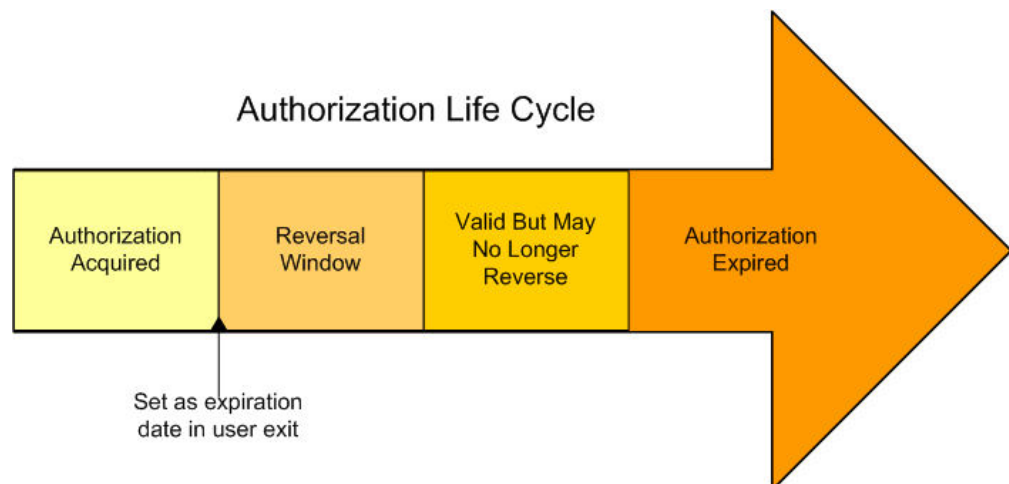 Authorization Life Cycle
Authorization
Acquired
Reversal
Window
Valid But May
No Longer
Reverse
Authorization
Expired
Set as expiration
date in user exit